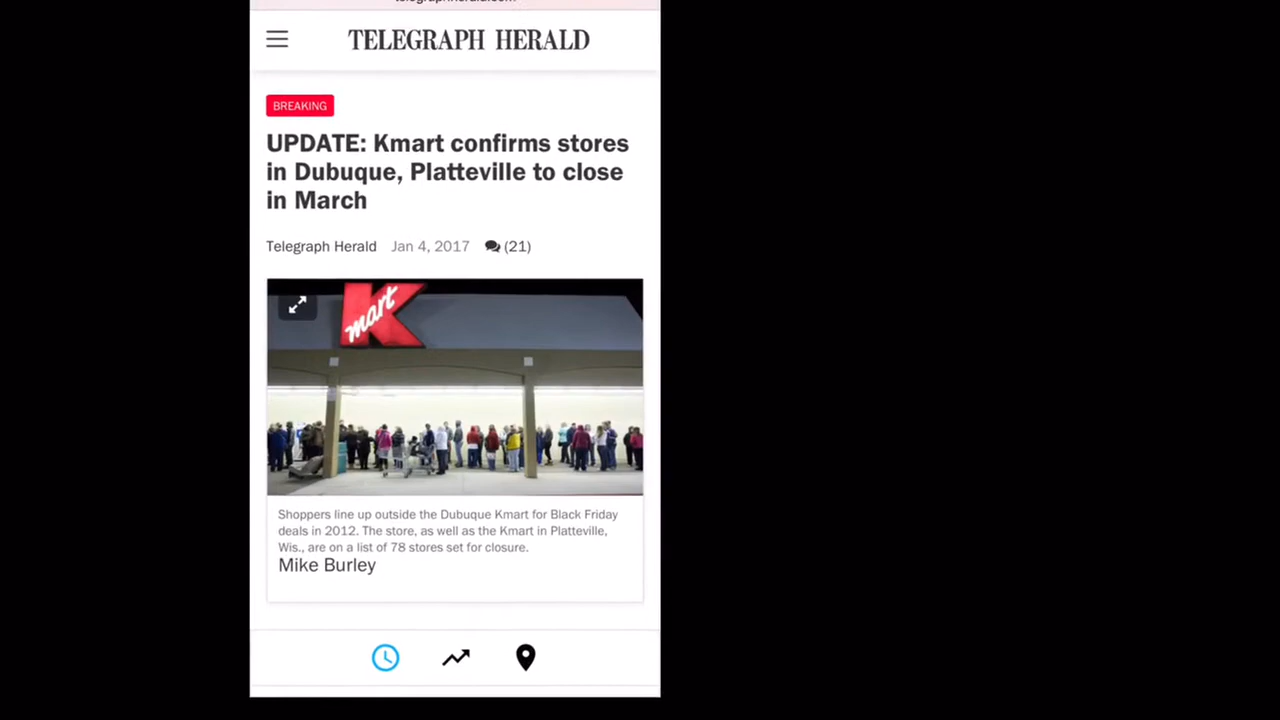 TELEGRAPH HERALD
BREAKING
UPDATE: Kmart confirms stores
in Dubuque, Platteville to close
in March
Telegraph Herald Jan 4, 2017 (21)
Kmart
Shoppers line up outside the Dubuque Kmart for Black Friday
deals in 2012. The store, as well as the Kmart in Platteville,
Wis., are on a list of 78 stores set for closure.
Mike Burley